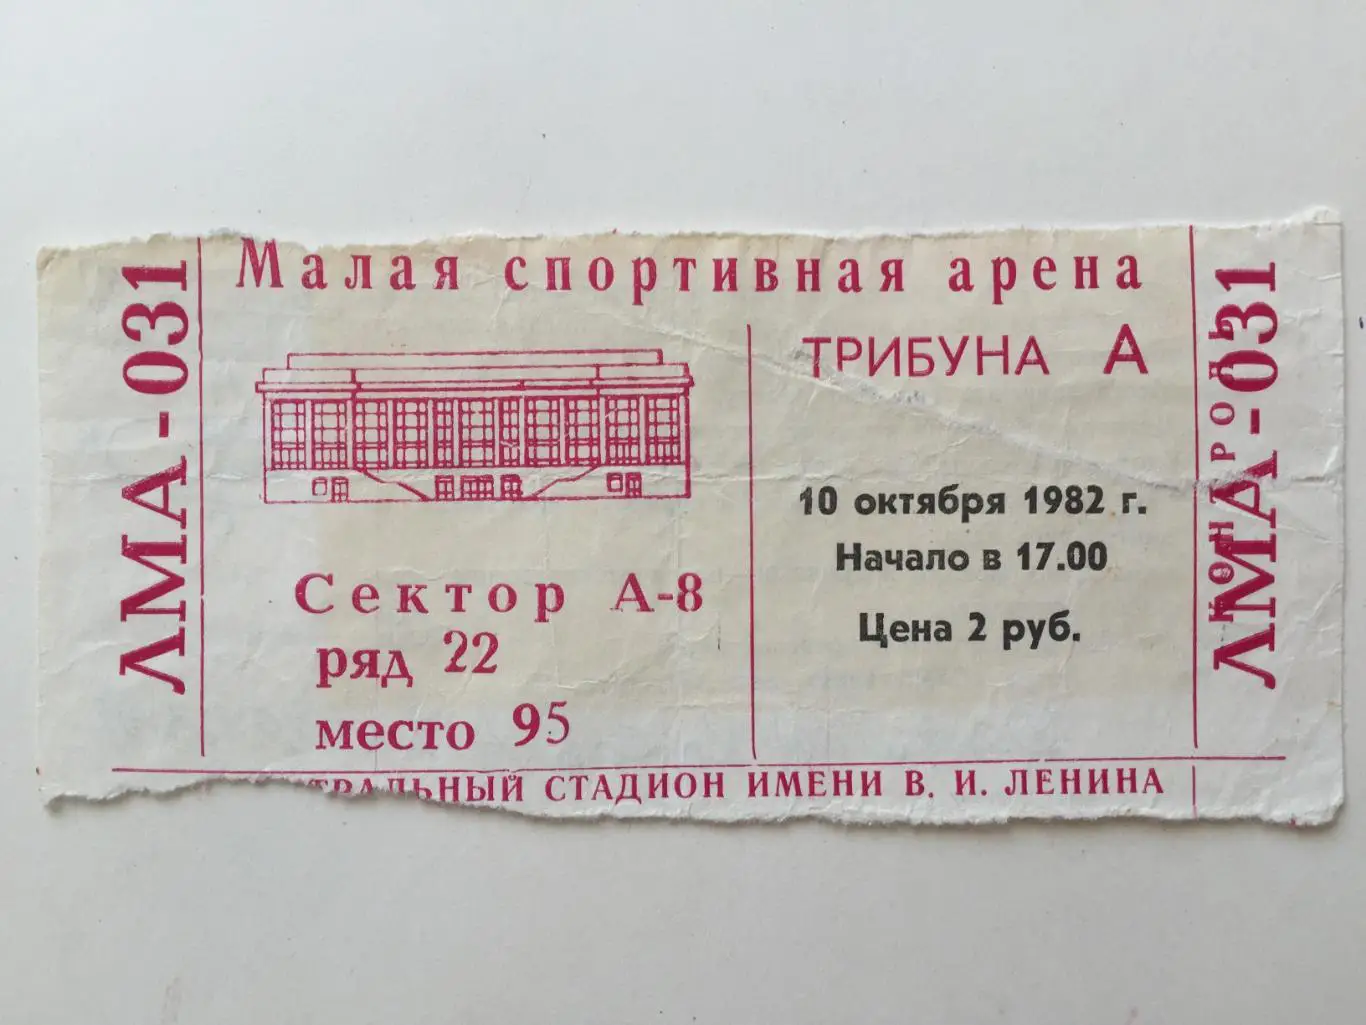 Малая спортивная арена
ЛМА-031
ТРИБУНА А
10 октября 1982 г.
Начало в 17.00
Цена 2 руб.
Сектор А-8
ряд 22
место 95
СТАДИОН ИМЕНИ В. И. ЛЕНИНА
ЛМА-031